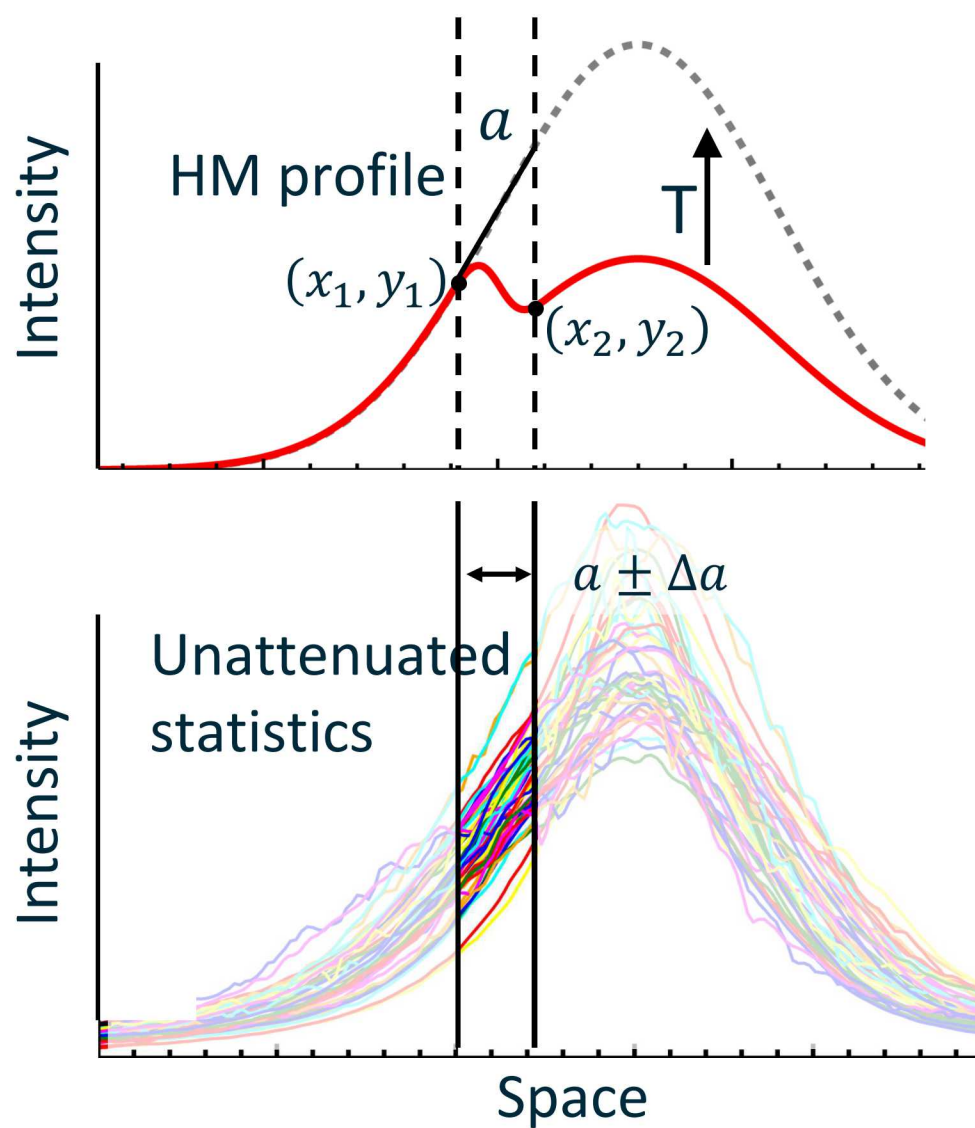 Intensity
HM profile
a
T
(x₁, y₁)
(x₂, y₂)
Intensity
Unattenuated
statistics
a ± Δa
Space